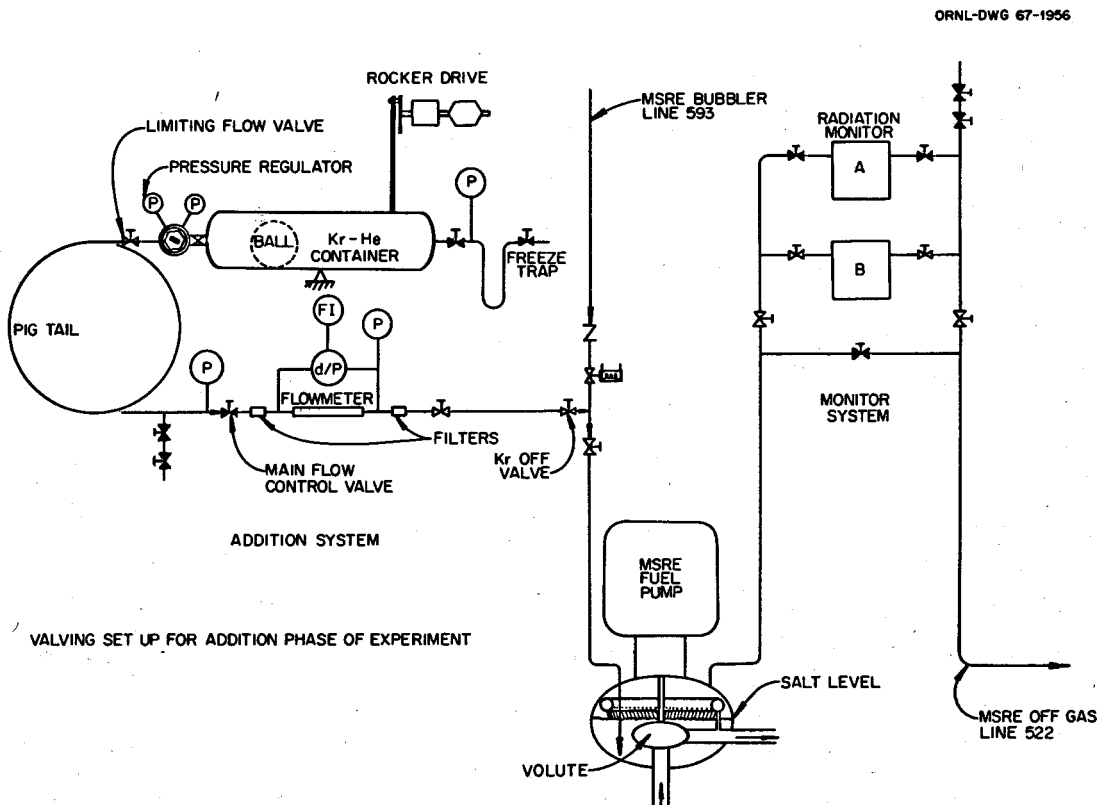 ORNL-DWG 67-1956
ROCKER DRIVE
LIMITING FLOW VALVE
MSRE BUBBLER
LINE 593
RADIATION
MONITOR
PRESSURE REGULATOR
P
P
P
A
BALL
Kr-He
CONTAINER
FREEZE
TRAP
B
FI
P
PIG TAIL
P
d/P
FLOWMETER
MONITOR
SYSTEM
FILTERS
Kr OFF
VALVE
MAIN FLOW
CONTROL VALVE
ADDITION SYSTEM
MSRE
FUEL
PUMP
VALVING SET UP FOR ADDITION PHASE OF EXPERIMENT
SALT LEVEL
MSRE OFF GAS
LINE 522
VOLUTE